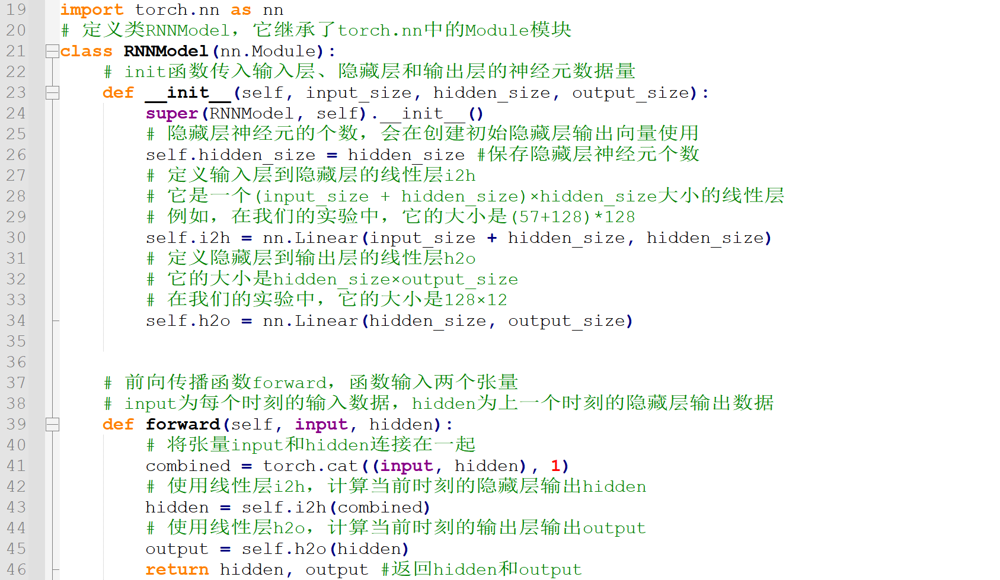 19 import torch.nn as nn
20 # 定义类RNNModel，它继承了torch.nn中的Module模块
21 class RNNModel(nn.Module):
22 # init函数传入输入层、隐藏层和输出层的神经元数据量
23 def __init__(self, input_size, hidden_size, output_size):
24 super(RNNModel, self).__init__()
25 # 隐藏层神经元的个数，会在创建初始隐藏层输出向量使用
26 self.hidden_size = hidden_size #保存隐藏层神经元个数
27 # 定义输入层到隐藏层的线性层i2h
28 # 它是一个(input_size + hidden_size)×hidden_size大小的线性层
29 # 例如，在我们的实验中，它的大小是(57+128)*128
30 self.i2h = nn.Linear(input_size + hidden_size, hidden_size)
31 # 定义隐藏层到输出层的线性层h2o
32 # 它的大小是hidden_size×output_size
33 # 在我们的实验中，它的大小是128×12
34 self.h2o = nn.Linear(hidden_size, output_size)
35
36
37 # 前向传播函数forward，函数输入两个张量
38 # input为每个时刻的输入数据，hidden为上一个时刻的隐藏层输出数据
39 def forward(self, input, hidden):
40 # 将张量input和hidden连接在一起
41 combined = torch.cat((input, hidden), 1)
42 # 使用线性层i2h，计算当前时刻的隐藏层输出hidden
43 hidden = self.i2h(combined)
44 # 使用线性层h2o，计算当前时刻的输出层输出output
45 output = self.h2o(hidden)
46 return hidden, output #返回hidden和output